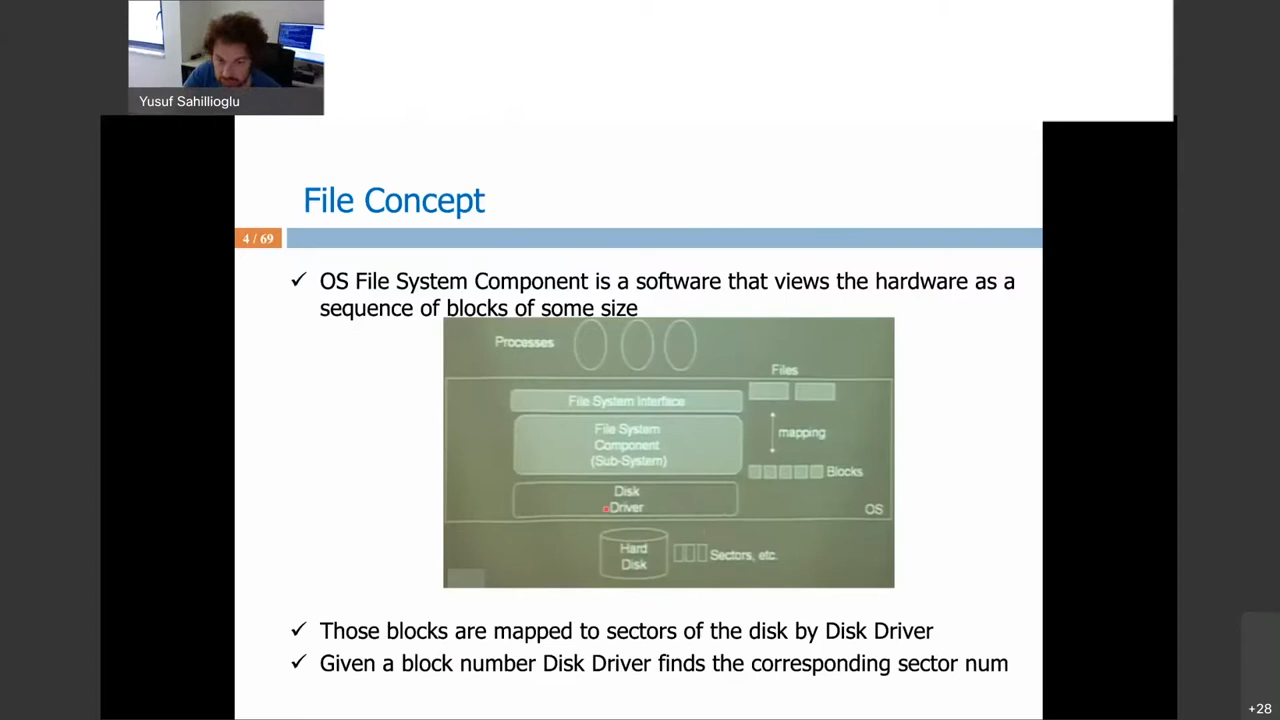 Yusuf Sahillioglu
File Concept
4 / 69
✓ OS File System Component is a software that views the hardware as a
sequence of blocks of some size
Processes
Files
File System Interface
File System
Component
(Sub-System)
mapping
Blocks
Disk
Driver
OS
Hard
Disk
Sectors, etc.
✓ Those blocks are mapped to sectors of the disk by Disk Driver
✓ Given a block number Disk Driver finds the corresponding sector num
+28